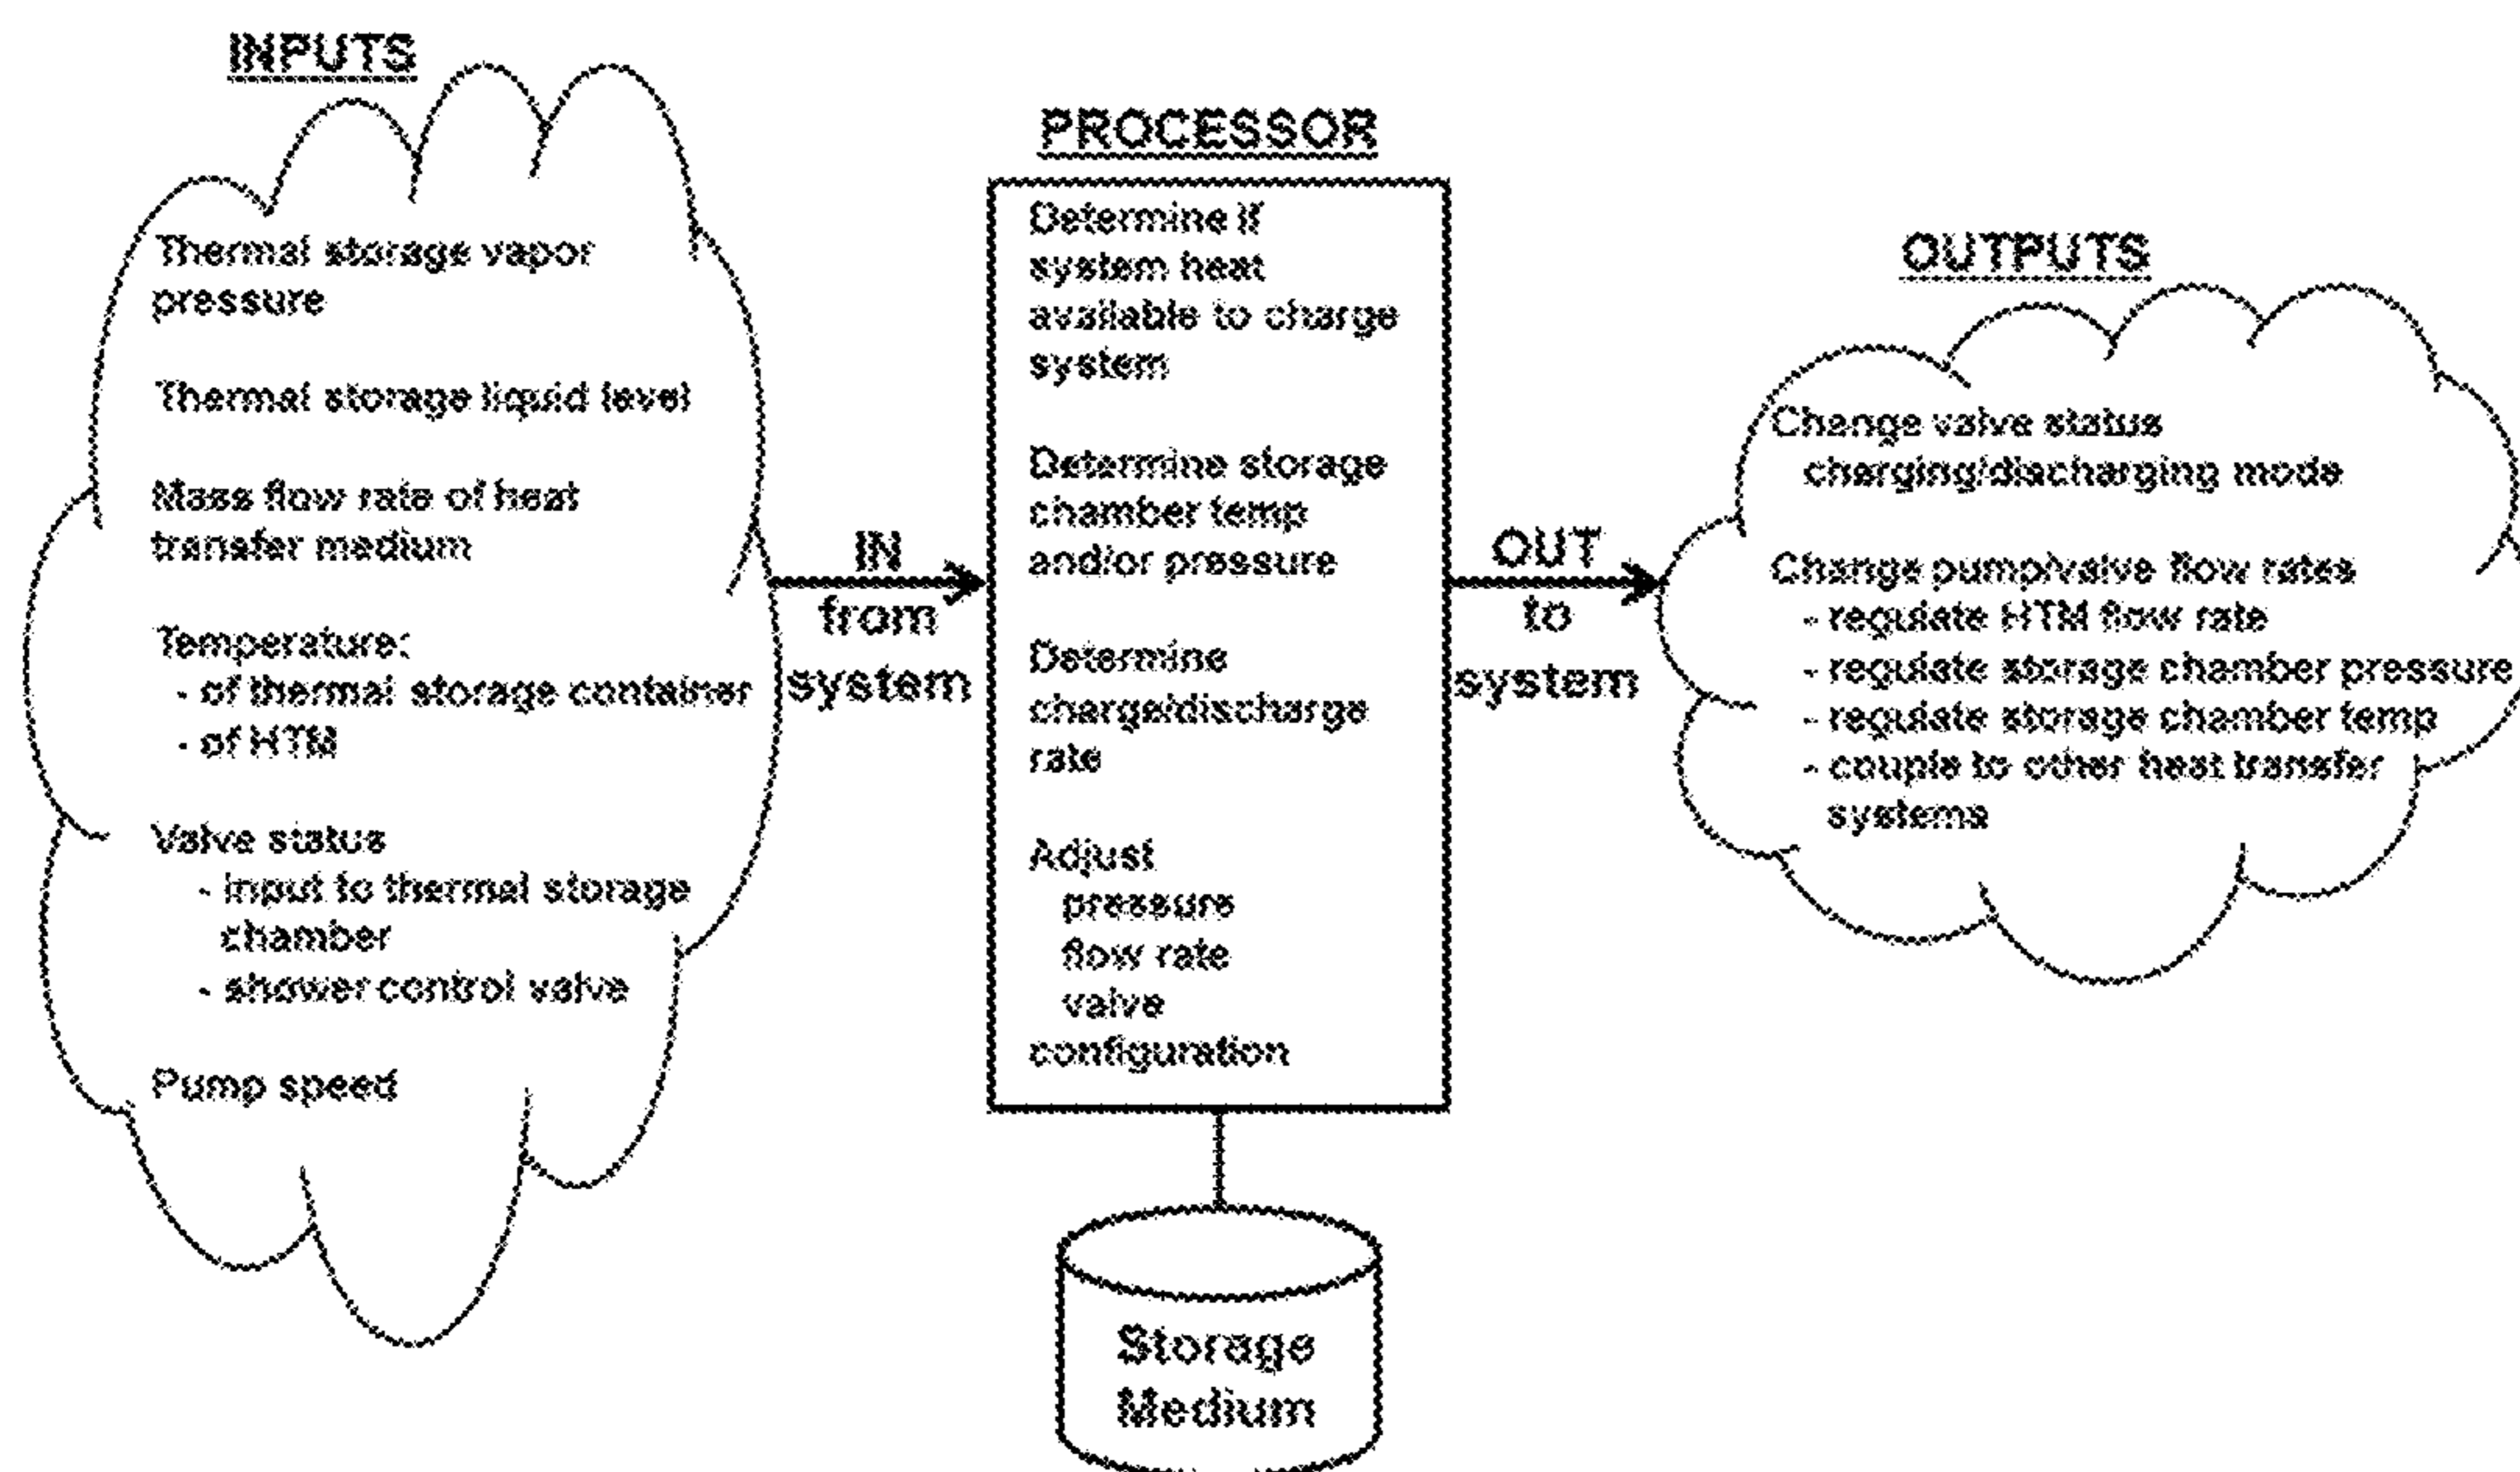 INPUTS
Thermal storage vapor
pressure
Thermal storage liquid level
Mass flow rate of heat
transfer medium
Temperature:
- of thermal storage container
- of HTM
Valve status
- input to thermal storage
chamber
- shower control valve
Pump speed
IN
from
system
PROCESSOR
Determine if
system heat
available to charge
system
Determine storage
chamber temp
and/or pressure
Determine
charge/discharge
rate
Adjust
pressure
flow rate
valve
configuration
Storage
Medium
OUT
to
system
OUTPUTS
Change valve status
charging/discharging mode
Change pump/valve flow rates
- regulate HTM flow rate
- regulate storage chamber pressure
- regulate storage chamber temp
- couple to other heat transfer
systems